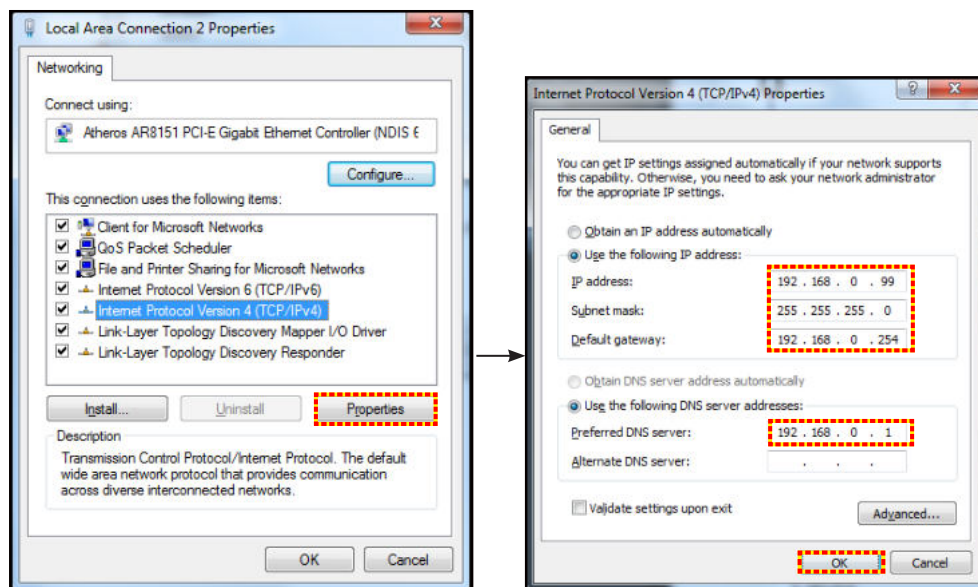 Local Area Connection 2 Properties
Networking
Connect using:
Atheros AR8151 PCI-E Gigabit Ethernet Controller (NDIS 6
Configure...
This connection uses the following items:
Client for Microsoft Networks
QoS Packet Scheduler
File and Printer Sharing for Microsoft Networks
Internet Protocol Version 6 (TCP/IPv6)
Internet Protocol Version 4 (TCP/IPv4)
Link-Layer Topology Discovery Mapper I/O Driver
Link-Layer Topology Discovery Responder
Install...
Uninstall
Properties
Description
Transmission Control Protocol/Internet Protocol. The default
wide area network protocol that provides communication
across diverse interconnected networks.
OK
Cancel
Internet Protocol Version 4 (TCP/IPv4) Properties
General
You can get IP settings assigned automatically if your network supports
this capability. Otherwise, you need to ask your network administrator
for the appropriate IP settings.
Obtain an IP address automatically
Use the following IP address:
IP address: 192 . 168 . 0 . 99
Subnet mask: 255 . 255 . 255 . 0
Default gateway: 192 . 168 . 0 . 254
Obtain DNS server address automatically
Use the following DNS server addresses:
Preferred DNS server: 192 . 168 . 0 . 1
Alternate DNS server: . . .
Validate settings upon exit
Advanced...
OK
Cancel